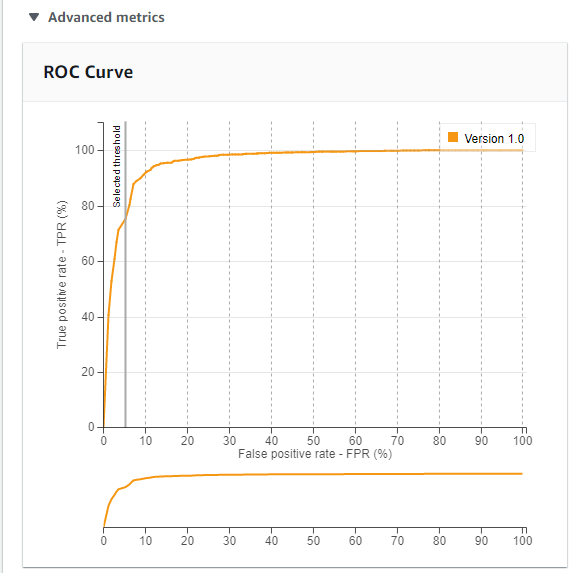 Advanced metrics
ROC Curve
Version 1.0
Selected threshold
True positive rate - TPR (%)
100
80
60
40
20
0
0 10 20 30 40 50 60 70 80 90 100
False positive rate - FPR (%)
0 10 20 30 40 50 60 70 80 90 100